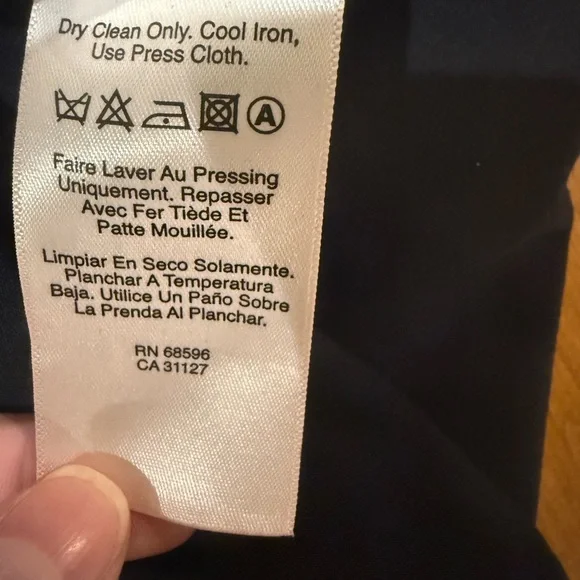 Dry Clean Only. Cool Iron,
Use Press Cloth.
A
Faire Laver Au Pressing
Uniquement. Repasser
Avec Fer Tiède Et
Patte Mouillée.
Limpiar En Seco Solamente.
Planchar A Temperatura
Baja. Utilice Un Paño Sobre
La Prenda Al Planchar.
RN 68596
CA 31127